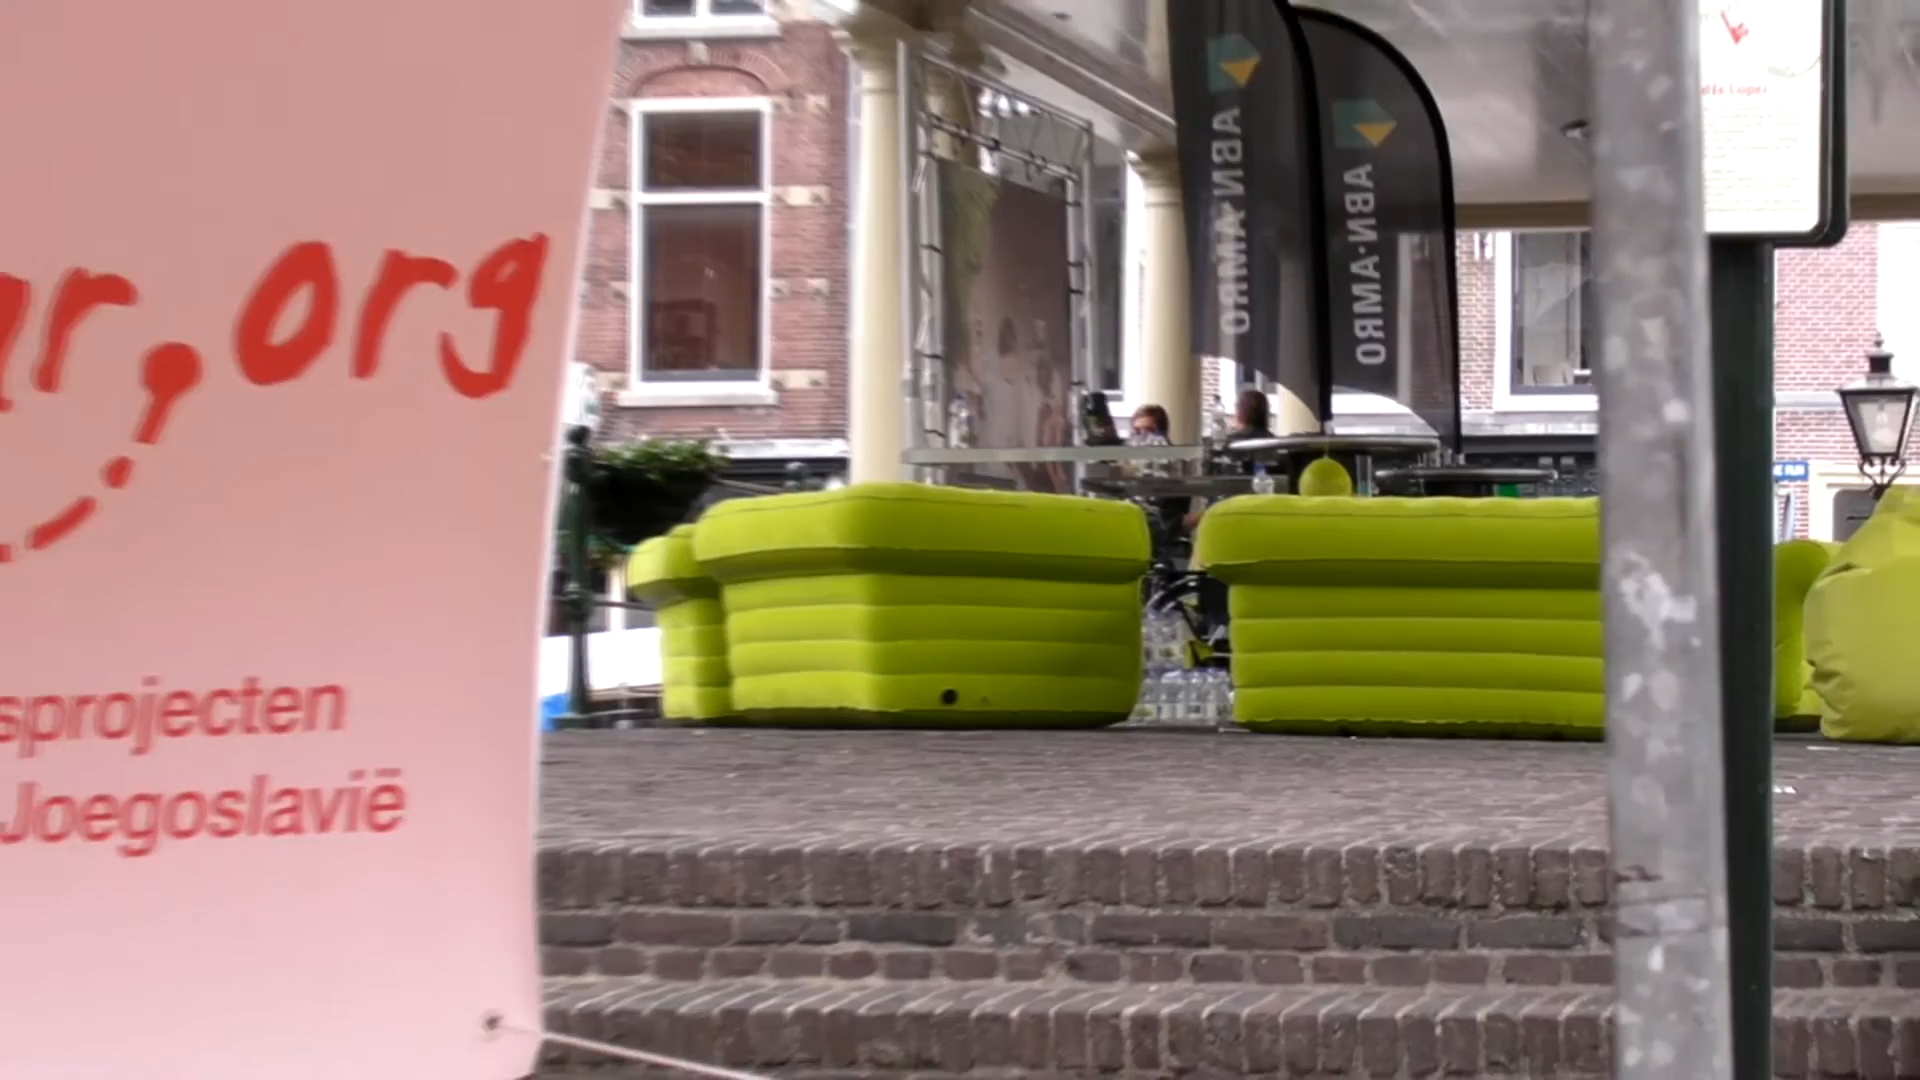 ar.org
sprojecten
Joegoslavië
ABN·AMRO
ABN·AMRO